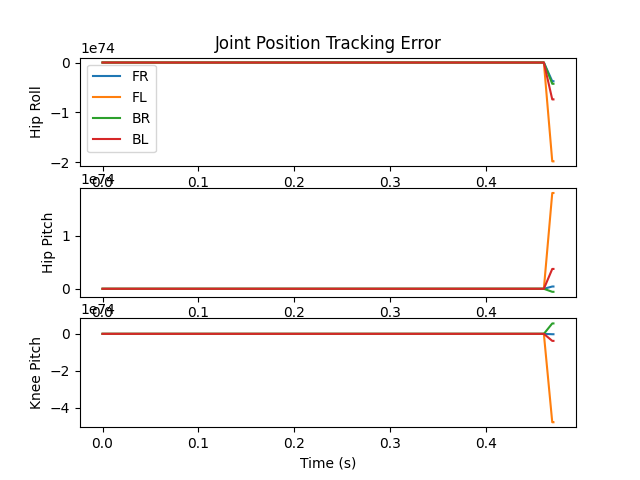 Joint Position Tracking Error
1e74
0
−1
−2
Hip Roll
FR
FL
BR
BL
0.0 0.1 0.2 0.3 0.4
1e74
1
0
Hip Pitch
0.0 0.1 0.2 0.3 0.4
1e74
0
−2
−4
Knee Pitch
0.0 0.1 0.2 0.3 0.4
Time (s)